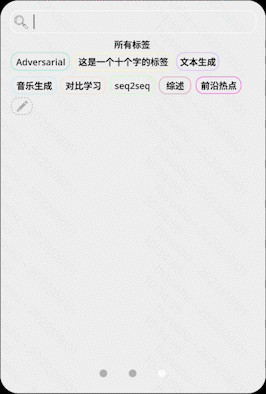 所有标签
Adversarial 这是一个十个字的标签 文本生成
音乐生成 对比学习 seq2seq 综述 前沿热点